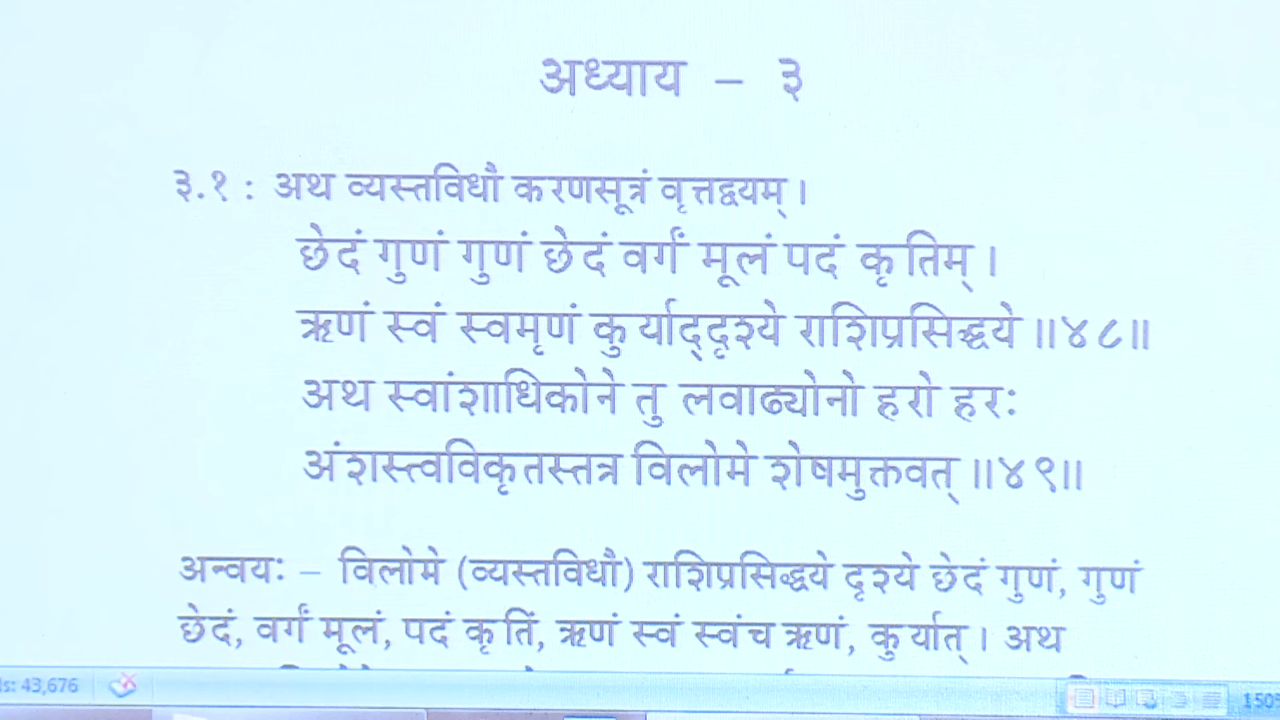 अध्याय – ३
३.१ : अथ व्यस्तविधौ करणसूत्रं वृत्तद्वयम् ।
छेदं गुणं गुणं छेदं वर्गं मूलं पदं कृतिम् ।
ऋणं स्वं स्वमृणं कुर्याद्दृश्ये राशिप्रसिद्धये ॥४८॥
अथ स्वांशाधिकोने तु लवाढ्योनो हरो हरः
अंशस्त्वविकृतस्तत्र विलोमे शेषमुक्तवत् ॥४९॥
अन्वयः – विलोमे (व्यस्तविधौ) राशिप्रसिद्धये दृश्ये छेदं गुणं, गुणं
छेदं, वर्गं मूलं, पदं कृतिं, ऋणं स्वं स्वंच ऋणं, कुर्यात् । अथ
43,676